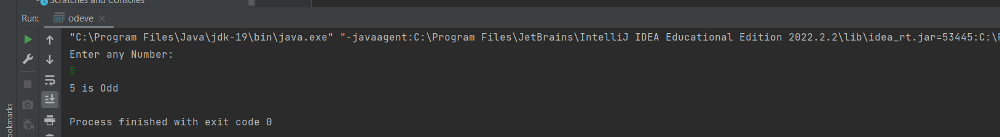 Scratches and Consoles
Run: odeve
"C:\Program Files\Java\jdk-19\bin\java.exe" "-javaagent:C:\Program Files\JetBrains\IntelliJ IDEA Educational Edition 2022.2.2\lib\idea_rt.jar=53445:C:\
Enter any Number:
5
5 is Odd
Process finished with exit code 0
ookmarks